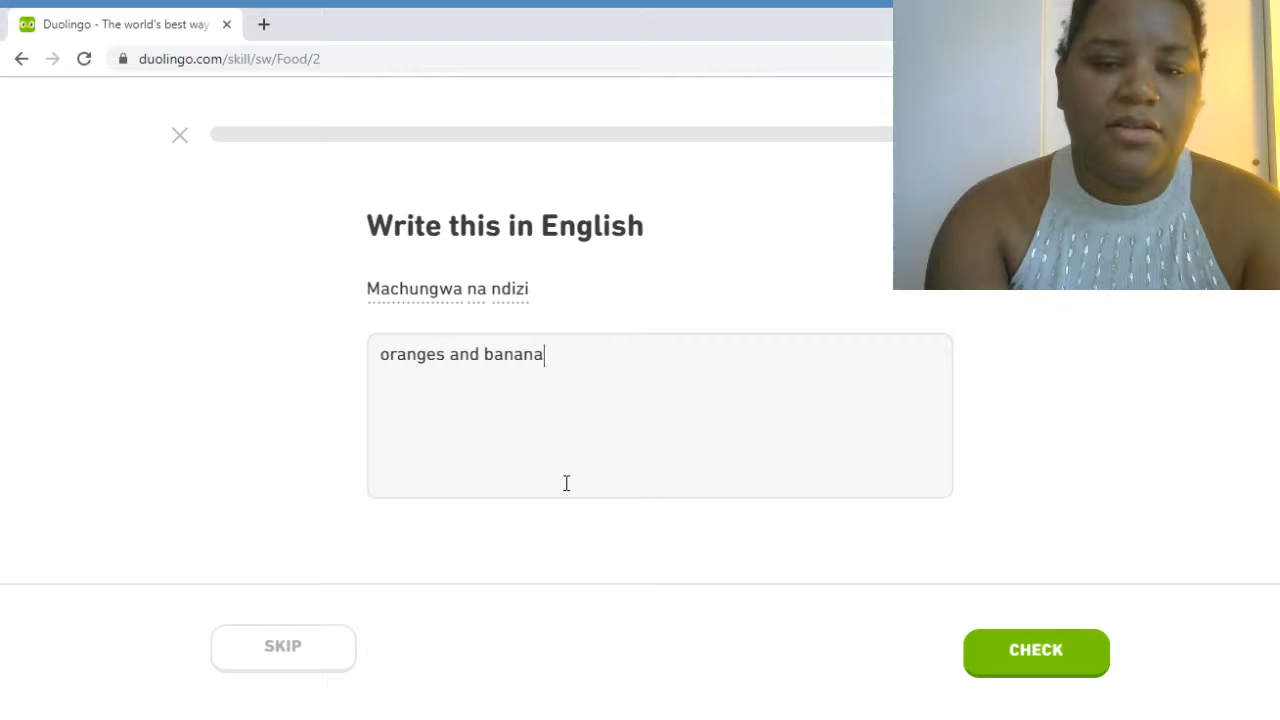 Duolingo - The world's best way
duolingo.com/skill/sw/Food/2
Write this in English
Machungwa na ndizi
oranges and banana
SKIP
CHECK